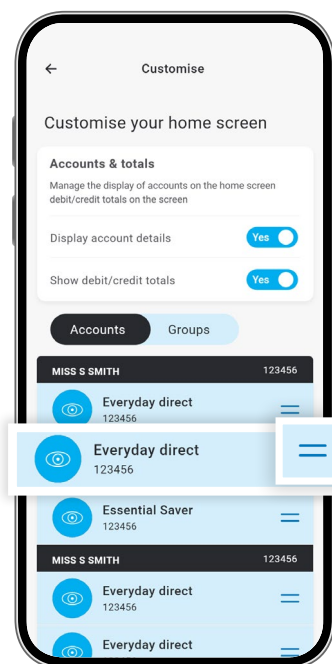 Customise
Customise your home screen
Accounts & totals
Manage the display of accounts on the home screen
debit/credit totals on the screen
Display account details
Yes
Show debit/credit totals
Yes
Accounts
Groups
MISS S SMITH
123456
Everyday direct
123456
Everyday direct
123456
Essential Saver
123456
MISS S SMITH
123456
Everyday direct
123456
Everyday direct